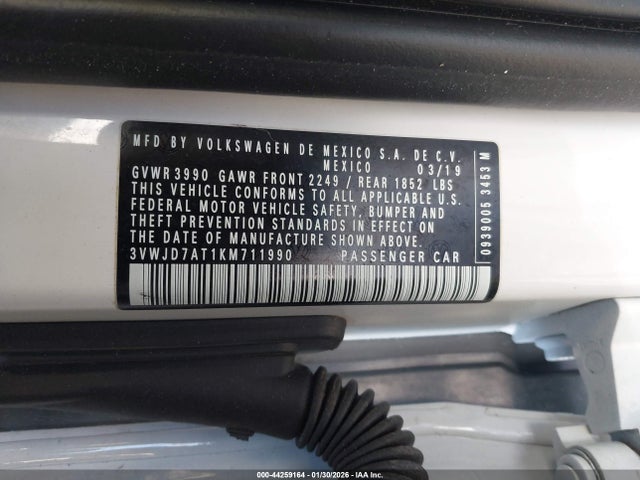 MFD BY VOLKSWAGEN DE MEXICO S.A. DE C.V.
MEXICO 03/19
GVWR 3990 GAWR FRONT 2249 / REAR 1852 LBS
THIS VEHICLE CONFORMS TO ALL APPLICABLE U.S.
FEDERAL MOTOR VEHICLE SAFETY, BUMPER AND
THEFT PREVENTION STANDARDS IN EFFECT ON
THE DATE OF MANUFACTURE SHOWN ABOVE.
3VWJD7AT1KM711990 PASSENGER CAR
0939005 3453 M
000-44259164 - 01/30/2026 - IAA Inc.